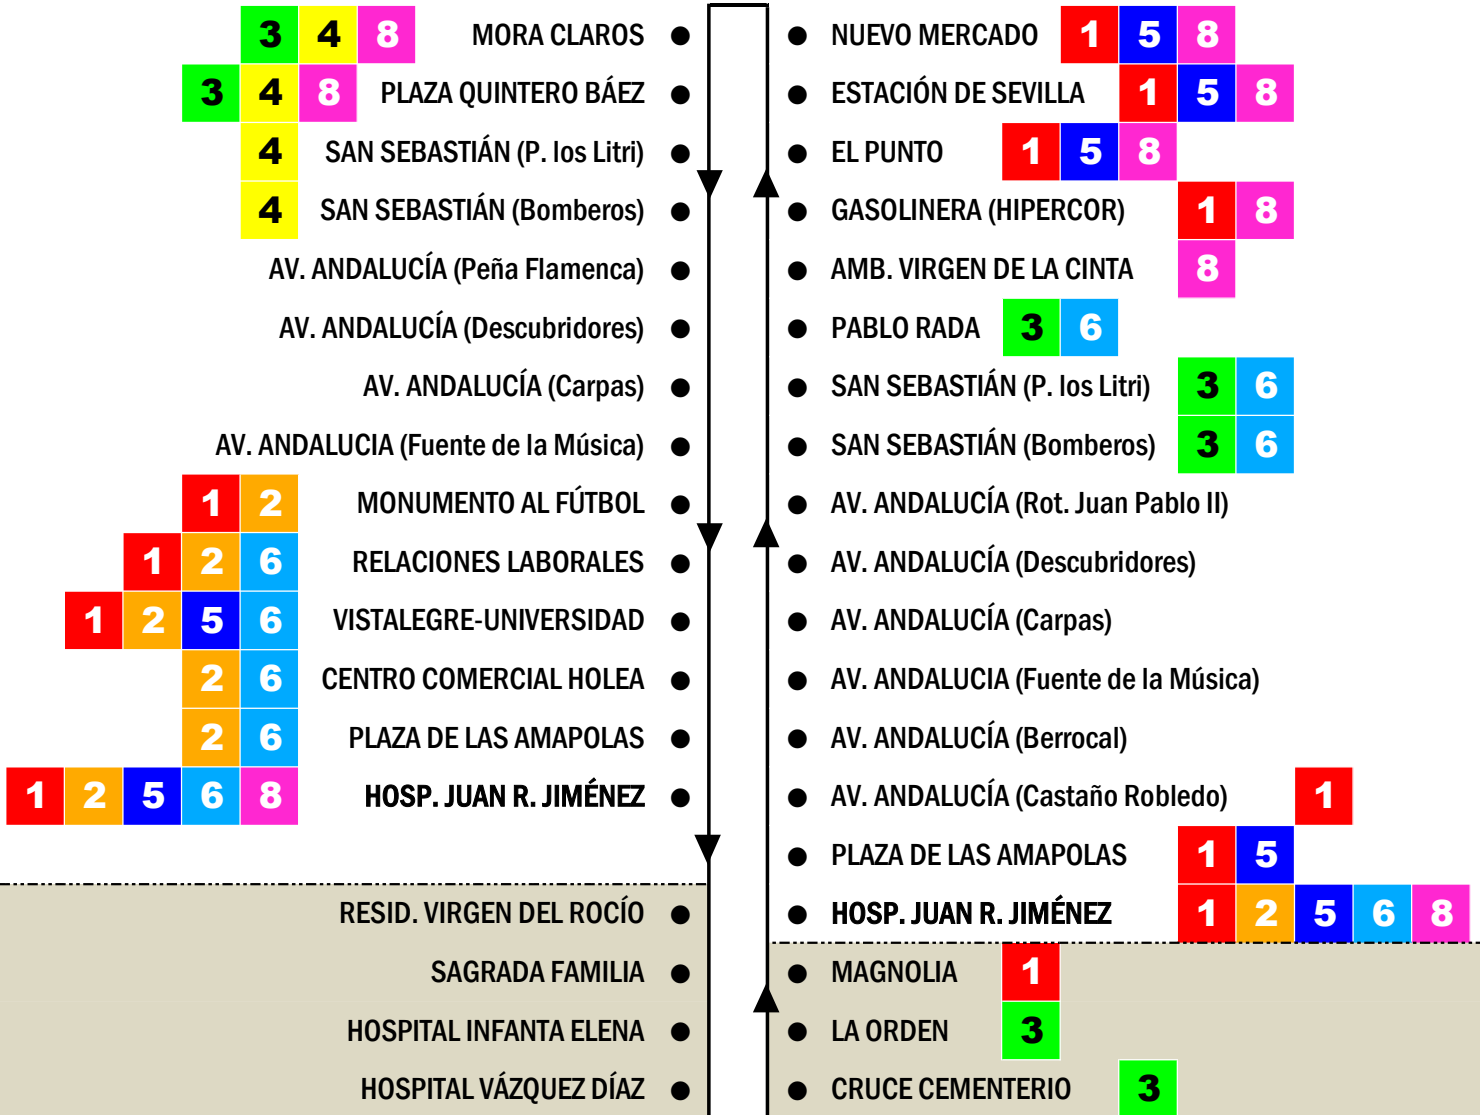 3 4 8 MORA CLAROS
3 4 8 PLAZA QUINTERO BÁEZ
4 SAN SEBASTIÁN (P. los Litri)
4 SAN SEBASTIÁN (Bomberos)
AV. ANDALUCÍA (Peña Flamenca)
AV. ANDALUCÍA (Descubridores)
AV. ANDALUCÍA (Carpas)
AV. ANDALUCIA (Fuente de la Música)
1 2 MONUMENTO AL FÚTBOL
1 2 6 RELACIONES LABORALES
1 2 5 6 VISTALEGRE-UNIVERSIDAD
2 6 CENTRO COMERCIAL HOLEA
2 6 PLAZA DE LAS AMAPOLAS
1 2 5 6 8 HOSP. JUAN R. JIMÉNEZ
RESID. VIRGEN DEL ROCÍO
SAGRADA FAMILIA
HOSPITAL INFANTA ELENA
HOSPITAL VÁZQUEZ DÍAZ
NUEVO MERCADO 1 5 8
ESTACIÓN DE SEVILLA 1 5 8
EL PUNTO 1 5 8
GASOLINERA (HIPERCOR) 1 8
AMB. VIRGEN DE LA CINTA 8
PABLO RADA 3 6
SAN SEBASTIÁN (P. los Litri) 3 6
SAN SEBASTIÁN (Bomberos) 3 6
AV. ANDALUCÍA (Rot. Juan Pablo II)
AV. ANDALUCÍA (Descubridores)
AV. ANDALUCÍA (Carpas)
AV. ANDALUCIA (Fuente de la Música)
AV. ANDALUCÍA (Berrocal)
AV. ANDALUCÍA (Castaño Robledo) 1
PLAZA DE LAS AMAPOLAS 1 5
HOSP. JUAN R. JIMÉNEZ 1 2 5 6 8
MAGNOLIA 1
LA ORDEN 3
CRUCE CEMENTERIO 3